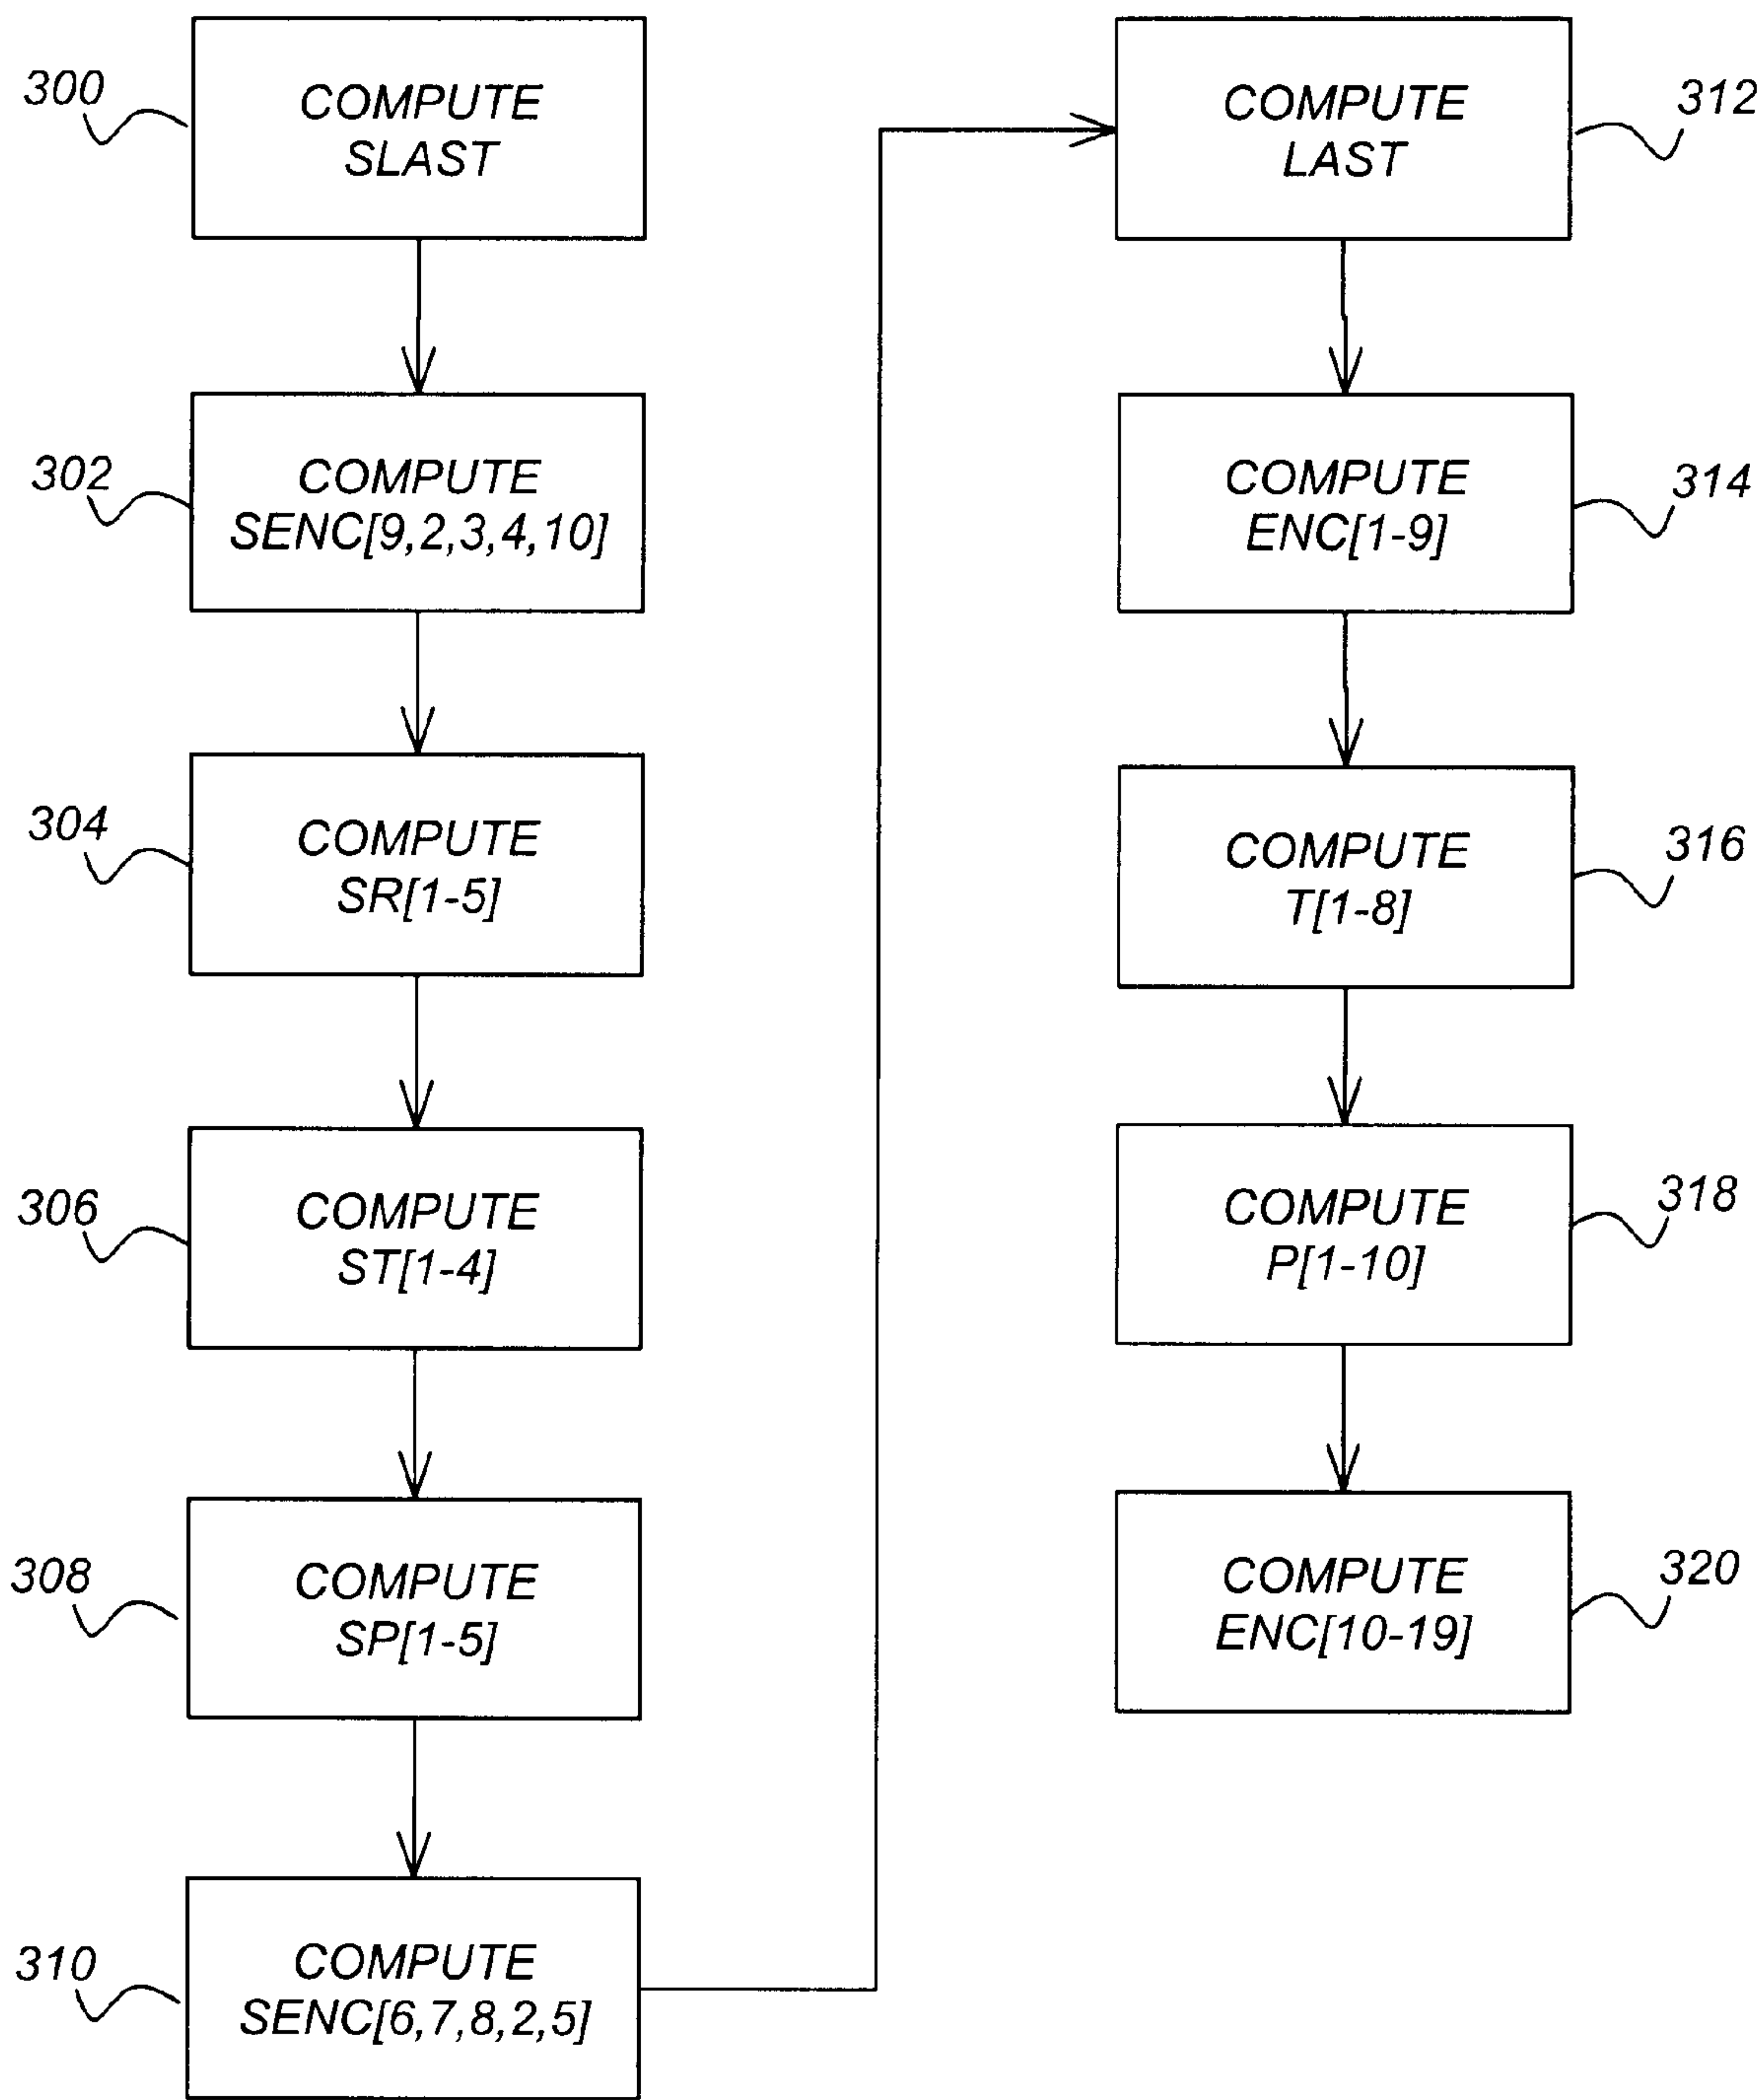 300
COMPUTE
SLAST
302
COMPUTE
SENC[9,2,3,4,10]
304
COMPUTE
SR[1-5]
306
COMPUTE
ST[1-4]
308
COMPUTE
SP[1-5]
310
COMPUTE
SENC[6,7,8,2,5]
COMPUTE
LAST
312
COMPUTE
ENC[1-9]
314
COMPUTE
T[1-8]
316
COMPUTE
P[1-10]
318
COMPUTE
ENC[10-19]
320